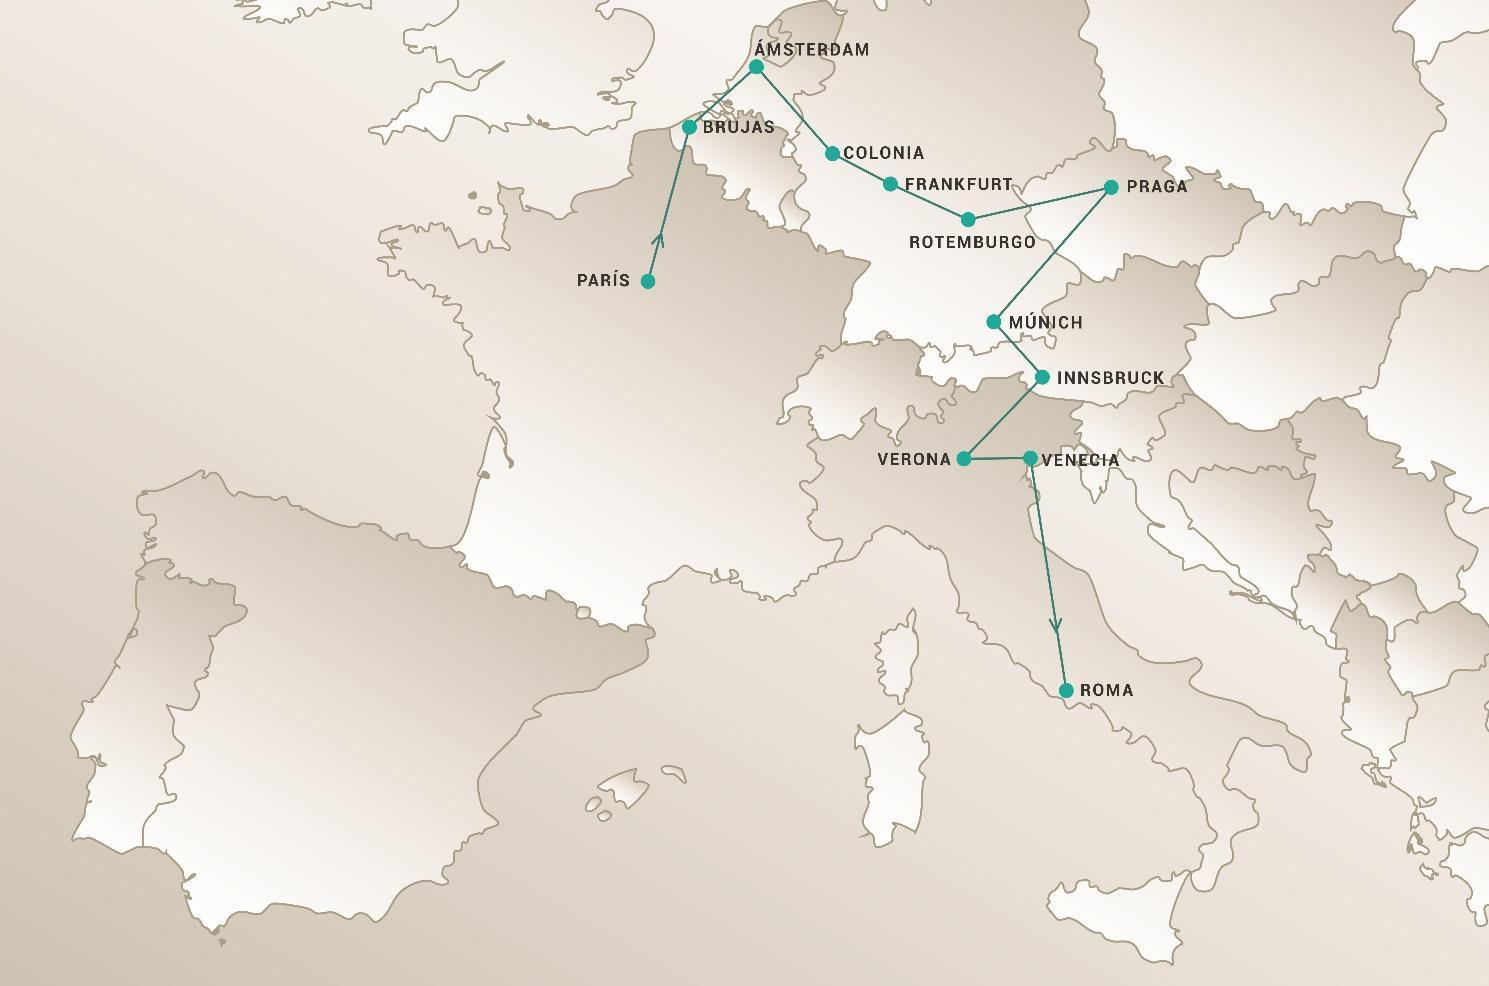 ÁMSTERDAM
BRUJAS
COLONIA
FRANKFURT
PRAGA
ROTEMBURGO
PARÍS
MÚNICH
INNSBRUCK
VERONA
VENECIA
ROMA